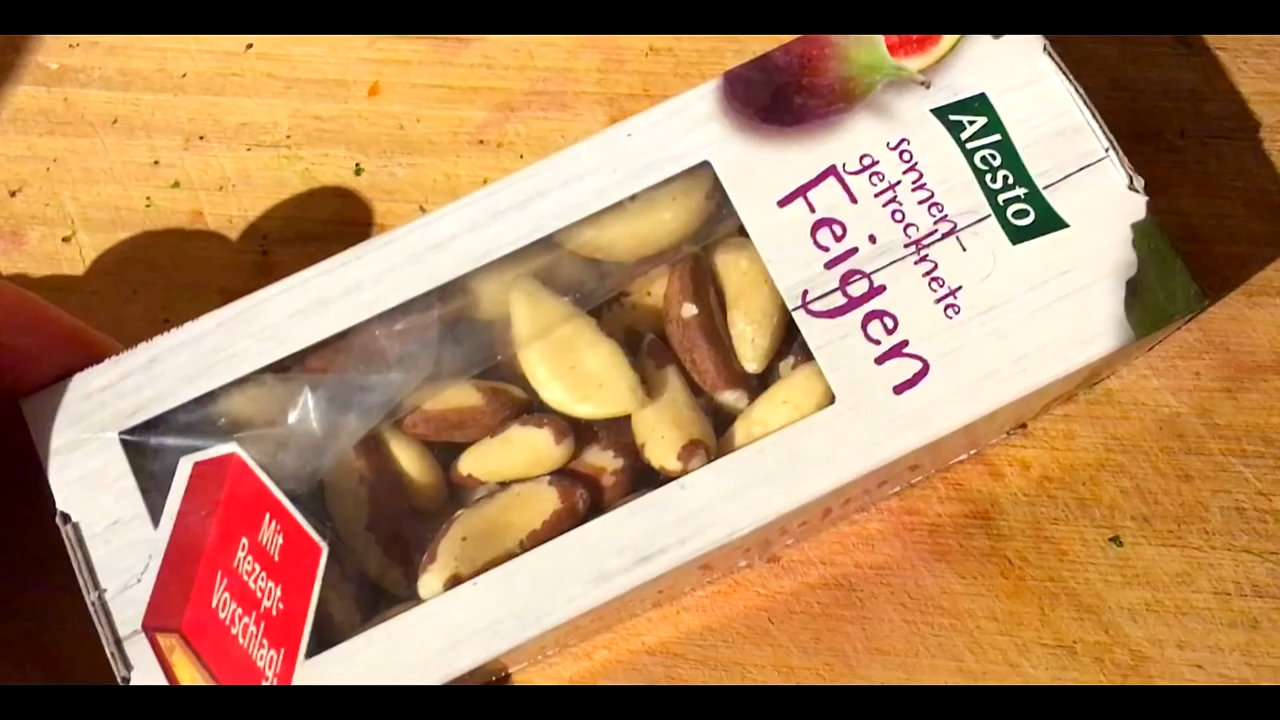 Alesto
sonnen-
getrocknete
Feigen
Mit
Rezept-
Vorschlag!